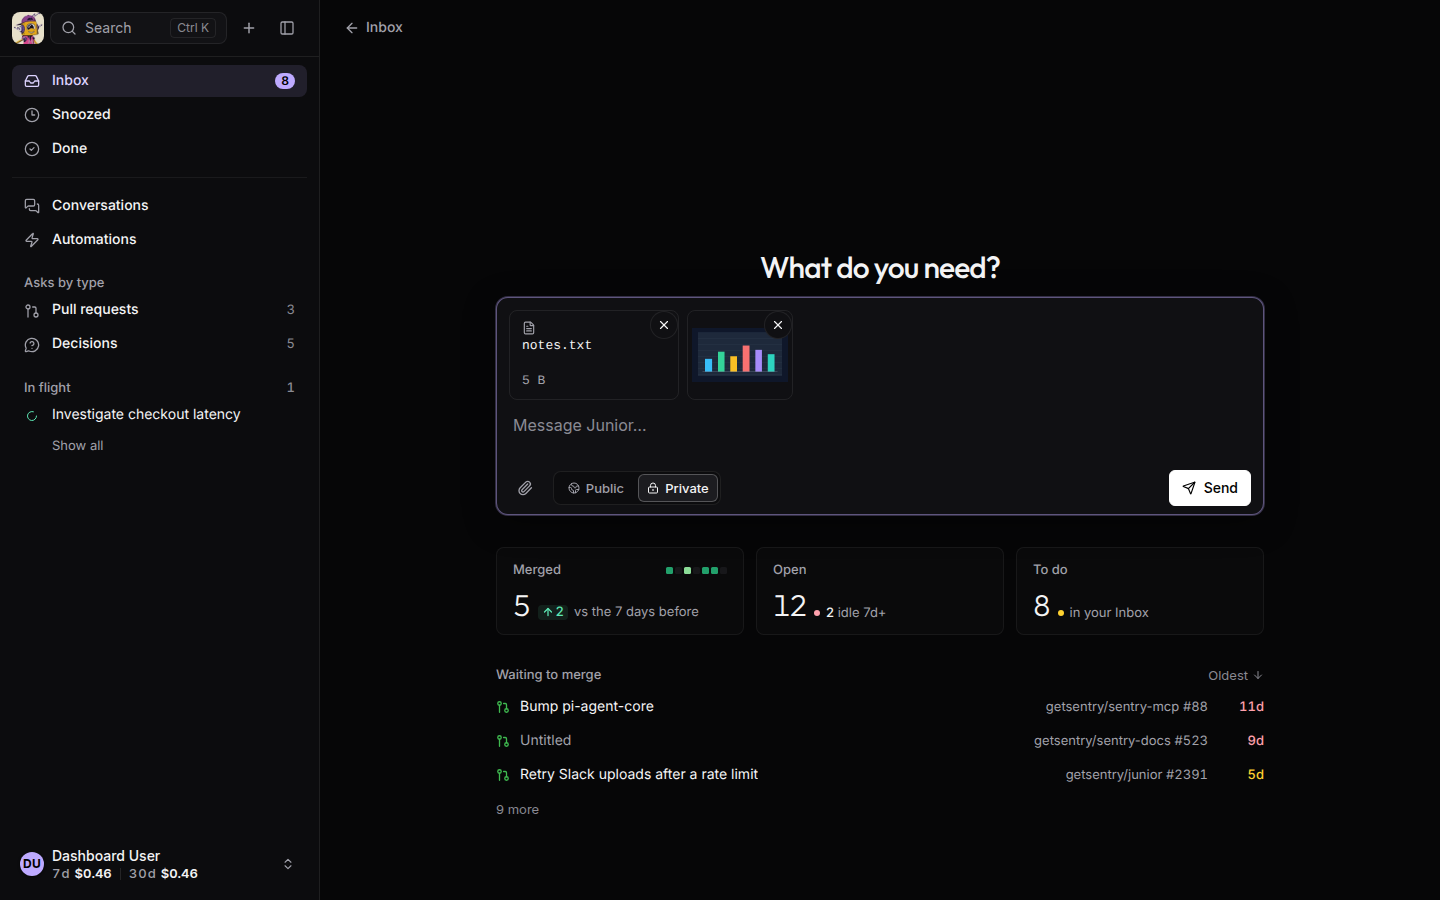 Search Ctrl K
Inbox 8
Snoozed
Done
Conversations
Automations
Asks by type
Pull requests 3
Decisions 5
In flight 1
Investigate checkout latency
Show all
DU
Dashboard User
7d $0.46 30d $0.46
Inbox
What do you need?
notes.txt
5 B
Message Junior...
Public Private Send
Merged
5 2 vs the 7 days before
Open
12 2 idle 7d+
To do
8 in your Inbox
Waiting to merge Oldest
Bump pi-agent-core getsentry/sentry-mcp #88 11d
Untitled getsentry/sentry-docs #523 9d
Retry Slack uploads after a rate limit getsentry/junior #2391 5d
9 more